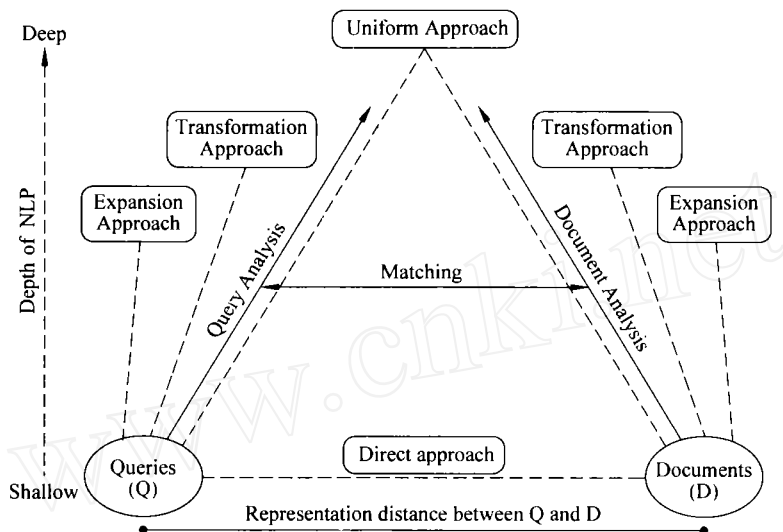 Uniform Approach
Deep
Transformation
Approach
Transformation
Approach
Expansion
Approach
Expansion
Approach
Depth of NLP
Query Analysis
Document Analysis
Matching
Direct approach
Queries
(Q)
Documents
(D)
Shallow
Representation distance between Q and D
www.cnki.net